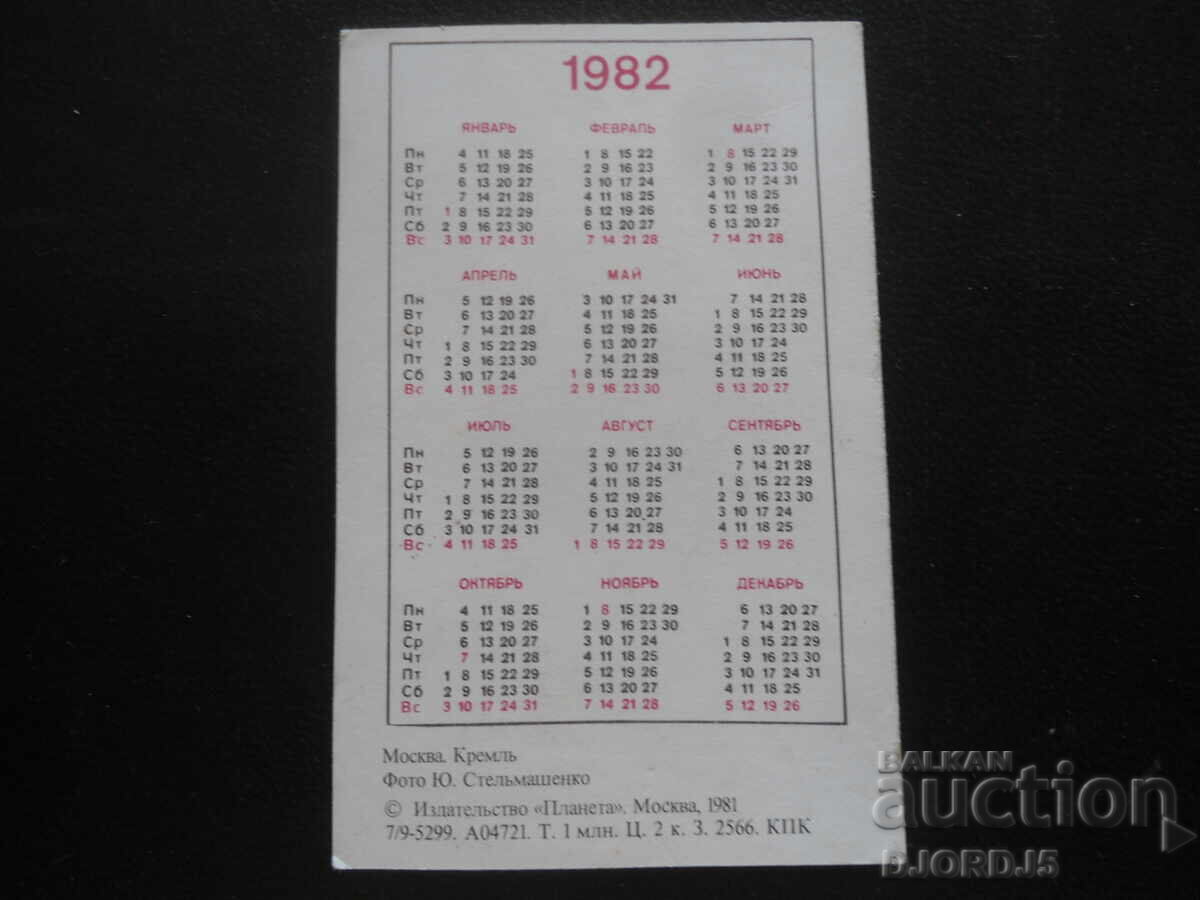 1982
ЯНВАРЬ ФЕВРАЛЬ МАРТ
Пн 4 11 18 25 1 8 15 22 1 8 15 22 29
Вт 5 12 19 26 2 9 16 23 2 9 16 23 30
Ср 6 13 20 27 3 10 17 24 3 10 17 24 31
Чт 7 14 21 28 4 11 18 25 4 11 18 25
Пт 1 8 15 22 29 5 12 19 26 5 12 19 26
Сб 2 9 16 23 30 6 13 20 27 6 13 20 27
Вс 3 10 17 24 31 7 14 21 28 7 14 21 28
АПРЕЛЬ МАЙ ИЮНЬ
Пн 5 12 19 26 3 10 17 24 31 7 14 21 28
Вт 6 13 20 27 4 11 18 25 1 8 15 22 29
Ср 7 14 21 28 5 12 19 26 2 9 16 23 30
Чт 1 8 15 22 29 6 13 20 27 3 10 17 24
Пт 2 9 16 23 30 7 14 21 28 4 11 18 25
Сб 3 10 17 24 1 8 15 22 29 5 12 19 26
Вс 4 11 18 25 2 9 16 23 30 6 13 20 27
ИЮЛЬ АВГУСТ СЕНТЯБРЬ
Пн 5 12 19 26 2 9 16 23 30 6 13 20 27
Вт 6 13 20 27 3 10 17 24 31 7 14 21 28
Ср 7 14 21 28 4 11 18 25 1 8 15 22 29
Чт 1 8 15 22 29 5 12 19 26 2 9 16 23 30
Пт 2 9 16 23 30 6 13 20 27 3 10 17 24
Сб 3 10 17 24 31 7 14 21 28 4 11 18 25
Вс 4 11 18 25 1 8 15 22 29 5 12 19 26
ОКТЯБРЬ НОЯБРЬ ДЕКАБРЬ
Пн 4 11 18 25 1 8 15 22 29 6 13 20 27
Вт 5 12 19 26 2 9 16 23 30 7 14 21 28
Ср 6 13 20 27 3 10 17 24 1 8 15 22 29
Чт 7 14 21 28 4 11 18 25 2 9 16 23 30
Пт 1 8 15 22 29 5 12 19 26 3 10 17 24 31
Сб 2 9 16 23 30 6 13 20 27 4 11 18 25
Вс 3 10 17 24 31 7 14 21 28 5 12 19 26
Москва. Кремль
Фото Ю. Стельмашенко
© Издательство «Планета». Москва, 1981
7/9-5299. А04721. Т. 1 млн. Ц. 2 к. З. 2566. КПК
BALKAN
auction
DJORDJ5